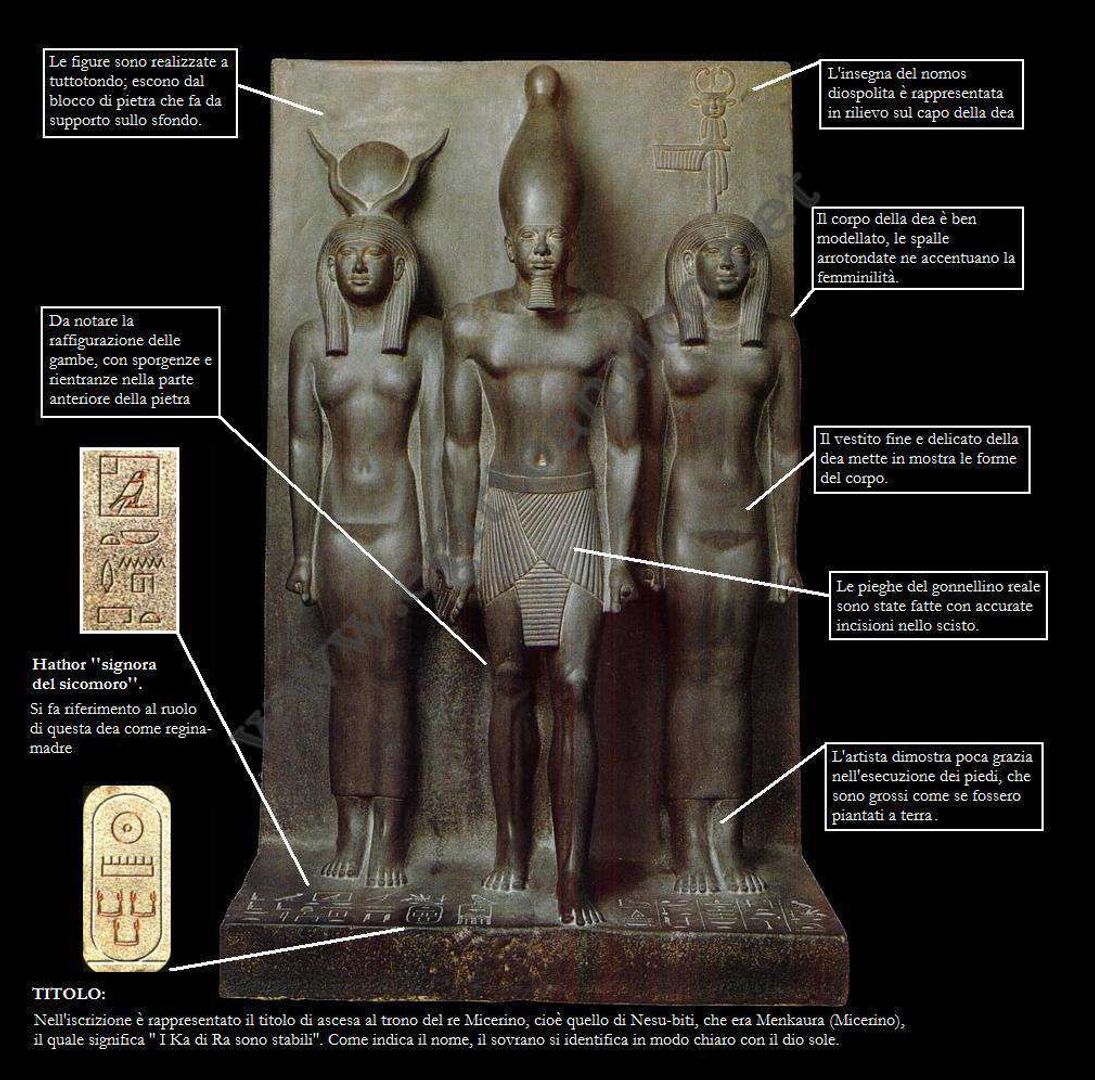 Le figure sono realizzate a
tuttotondo; escono dal
blocco di pietra che fa da
supporto sullo sfondo.
L'insegna del nomos
diospolita è rappresentata
in rilievo sul capo della dea
Il corpo della dea è ben
modellato, le spalle
arrotondate ne accentuano la
femminilità.
Da notare la
raffigurazione delle
gambe, con sporgenze e
rientranze nella parte
anteriore della pietra
Il vestito fine e delicato della
dea mette in mostra le forme
del corpo.
Le pieghe del gonnellino reale
sono state fatte con accurate
incisioni nello scisto.
Hathor "signora
del sicomoro".
Si fa riferimento al ruolo
di questa dea come regina-
madre
L'artista dimostra poca grazia
nell'esecuzione dei piedi, che
sono grossi come se fossero
piantati a terra.
TITOLO:
Nell'iscrizione è rappresentato il titolo di ascesa al trono del re Micerino, cioè quello di Nesu-biti, che era Menkaura (Micerino),
il quale significa " I Ka di Ra sono stabili". Come indica il nome, il sovrano si identifica in modo chiaro con il dio sole.